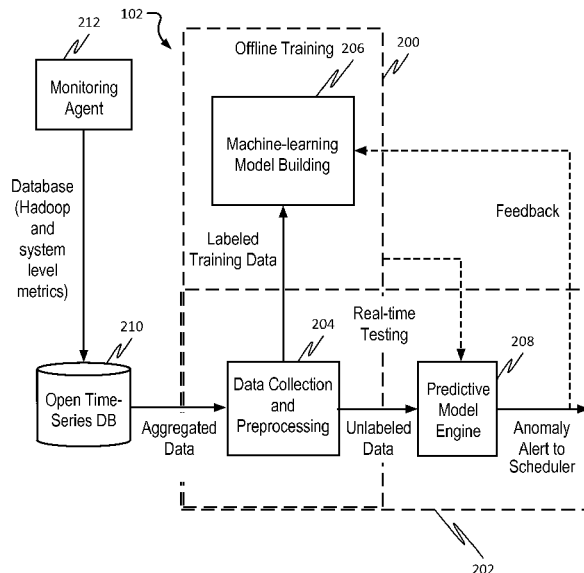 212
102
Offline Training
206
200
Monitoring
Agent
Machine-learning
Model Building
Database
(Hadoop
and
system
level
metrics)
Feedback
Labeled
Training Data
210
Real-time
Testing
204
208
Open Time-
Series DB
Data Collection
and
Preprocessing
Predictive
Model
Engine
Aggregated
Data
Unlabeled
Data
Anomaly
Alert to
Scheduler
202